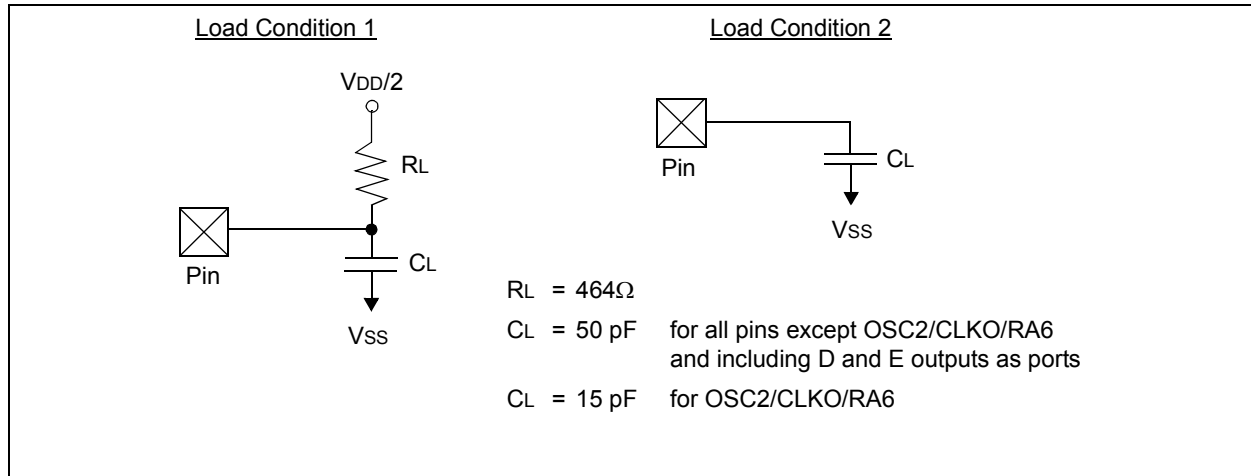 Load Condition 1
VDD/2
RL
Pin
CL
VSS
Load Condition 2
Pin
CL
VSS
RL = 464Ω
CL = 50 pF for all pins except OSC2/CLKO/RA6
and including D and E outputs as ports
CL = 15 pF for OSC2/CLKO/RA6